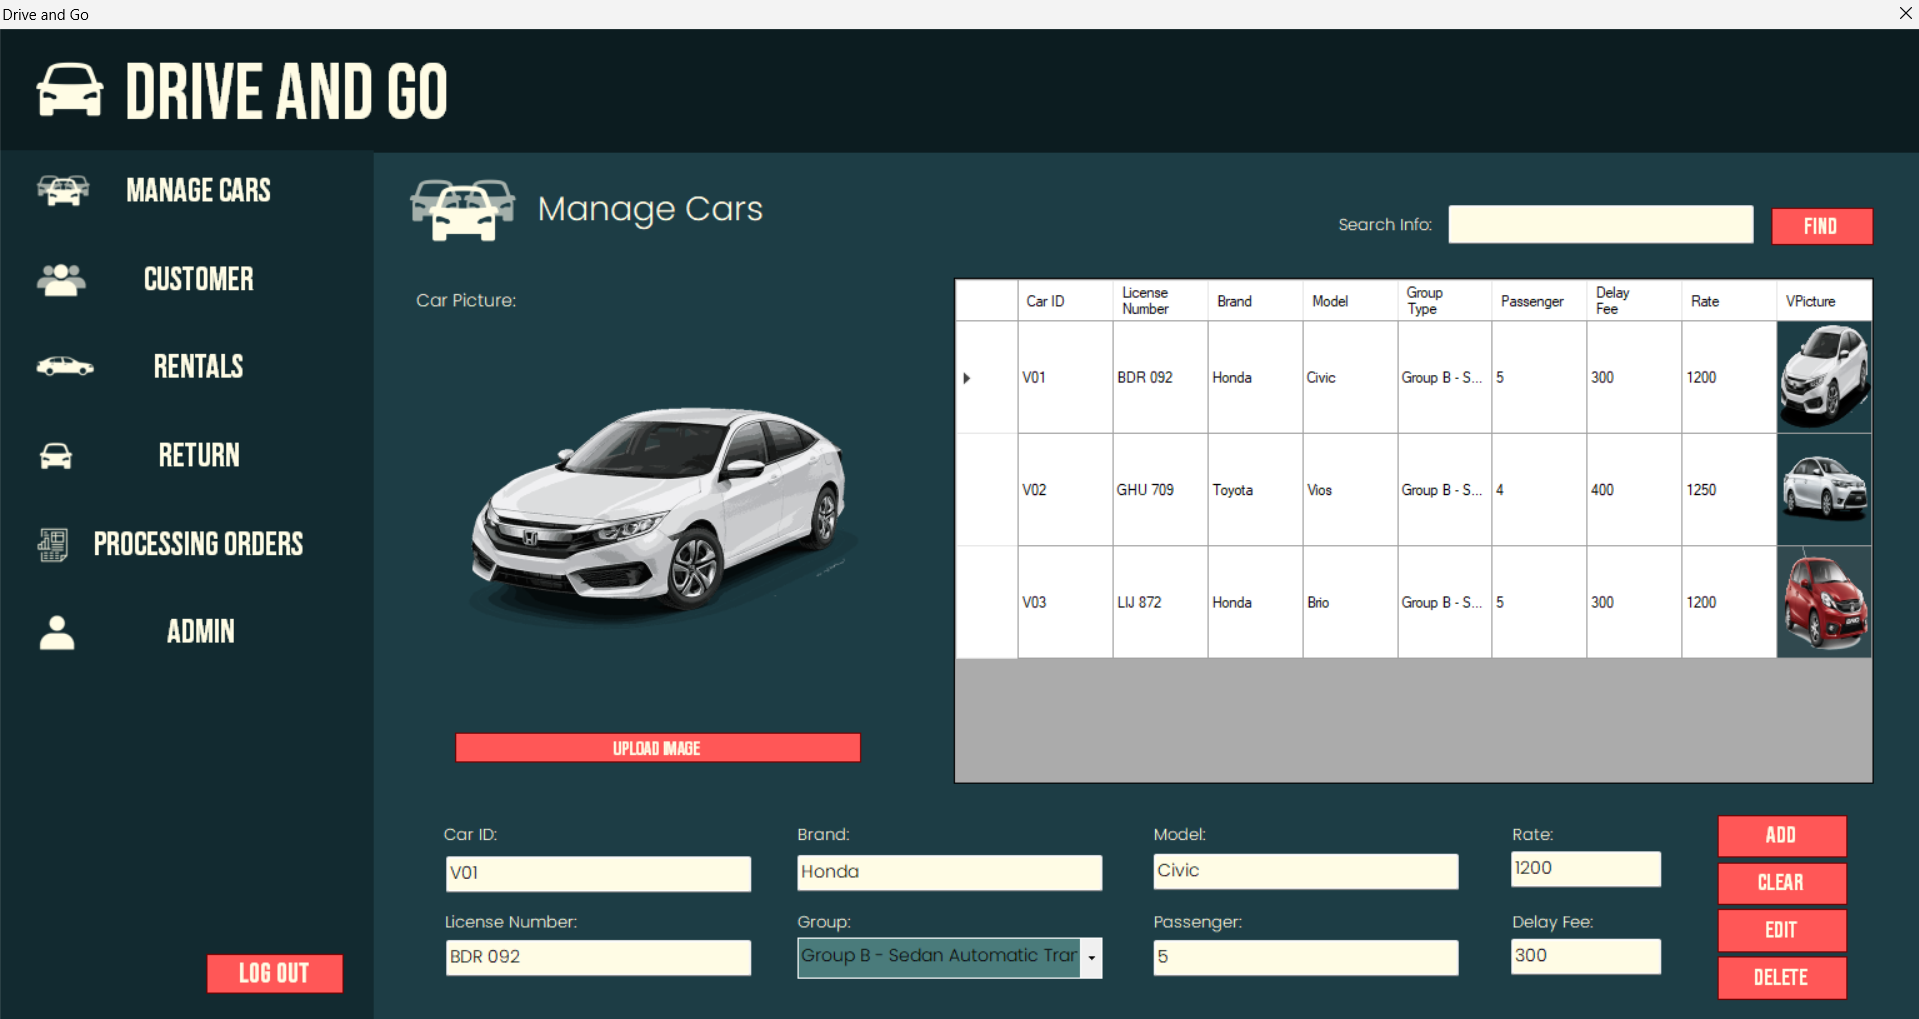 Drive and Go
DRIVE AND GO
MANAGE CARS
CUSTOMER
RENTALS
RETURN
PROCESSING ORDERS
ADMIN
LOG OUT
Manage Cars
Search Info:
FIND
Car Picture:
UPLOAD IMAGE
Car ID License Number Brand Model Group Type Passenger Delay Fee Rate VPicture
V01 BDR 092 Honda Civic Group B - S... 5 300 1200
V02 GHU 709 Toyota Vios Group B - S... 4 400 1250
V03 LIJ 872 Honda Brio Group B - S... 5 300 1200
Car ID: Brand: Model: Rate:
V01 Honda Civic 1200
License Number: Group: Passenger: Delay Fee:
BDR 092 Group B - Sedan Automatic Tran 5 300
ADD
CLEAR
EDIT
DELETE